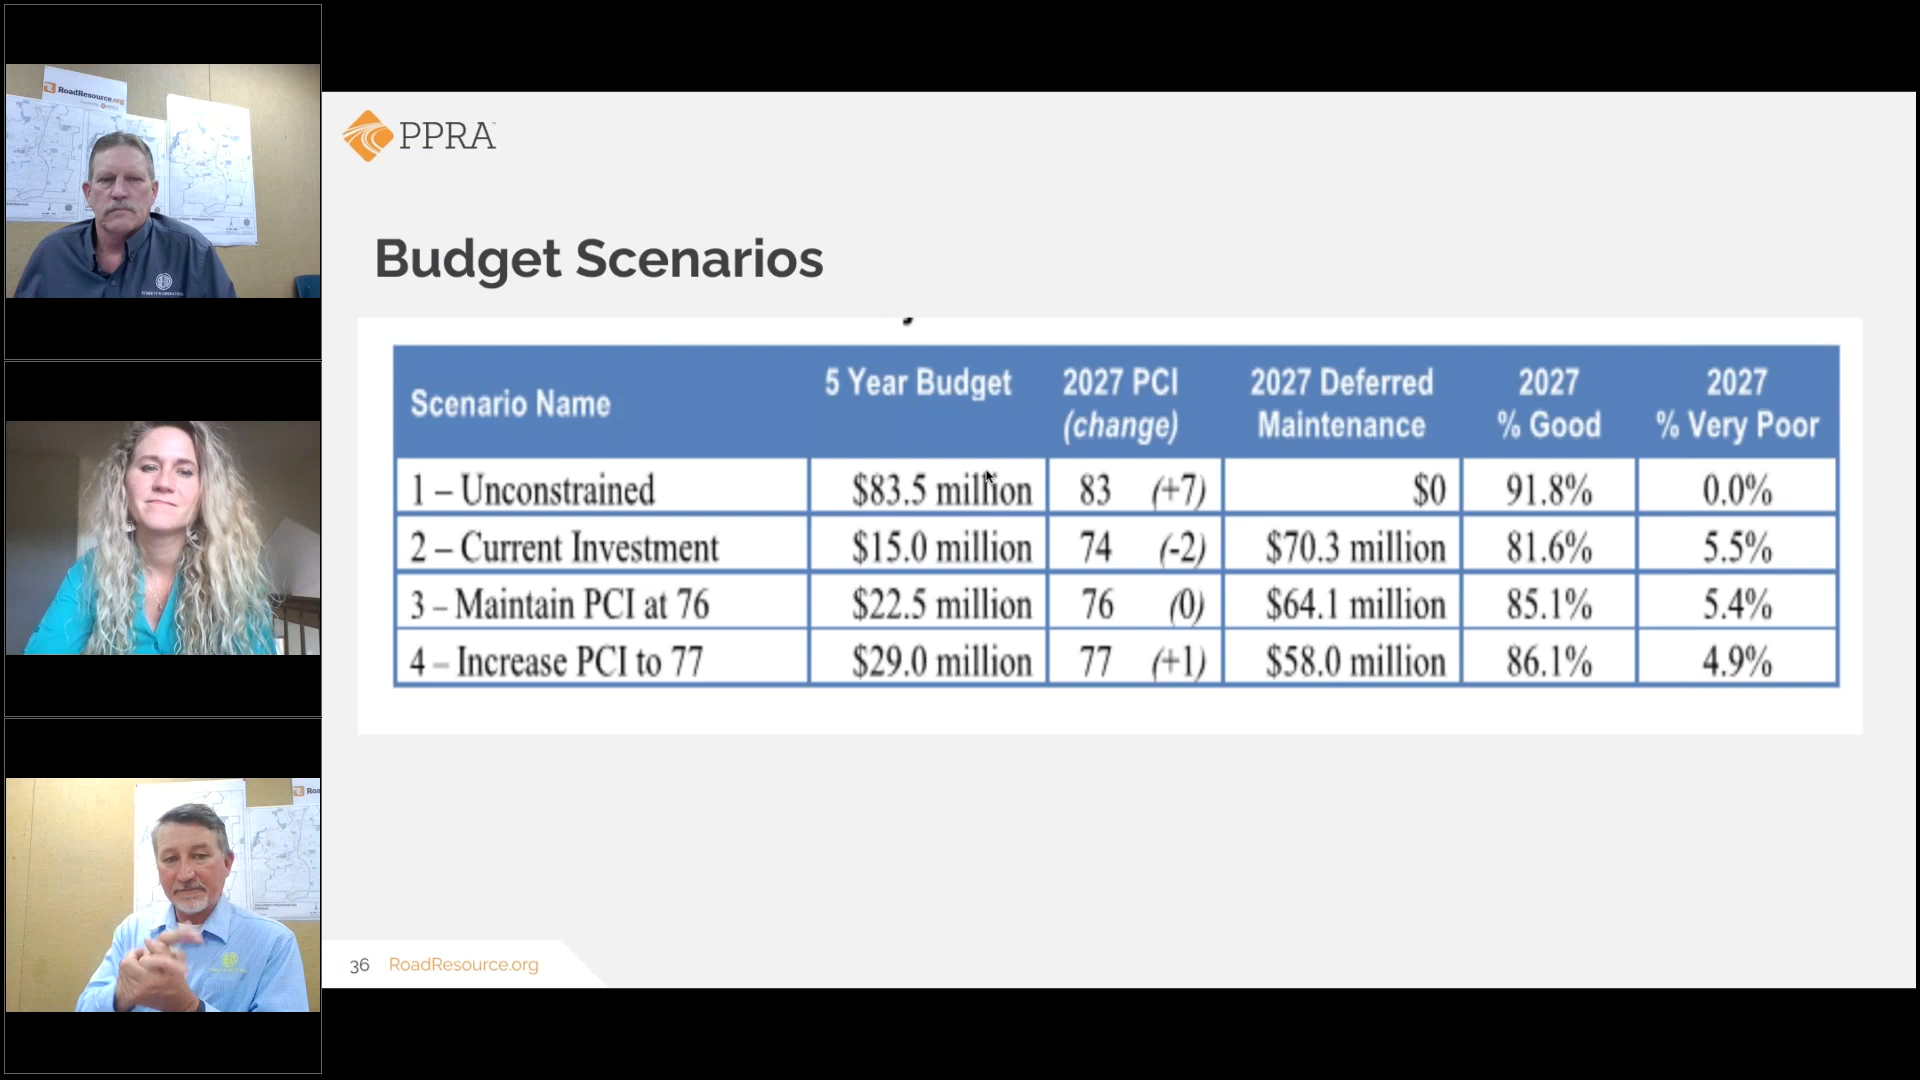 RoadResource.org
PPRA™
Budget Scenarios
Scenario Name 5 Year Budget 2027 PCI (change) 2027 Deferred Maintenance 2027 % Good 2027 % Very Poor
1 – Unconstrained $83.5 million 83 (+7) $0 91.8% 0.0%
2 – Current Investment $15.0 million 74 (-2) $70.3 million 81.6% 5.5%
3 – Maintain PCI at 76 $22.5 million 76 (0) $64.1 million 85.1% 5.4%
4 – Increase PCI to 77 $29.0 million 77 (+1) $58.0 million 86.1% 4.9%
36 RoadResource.org
Roa